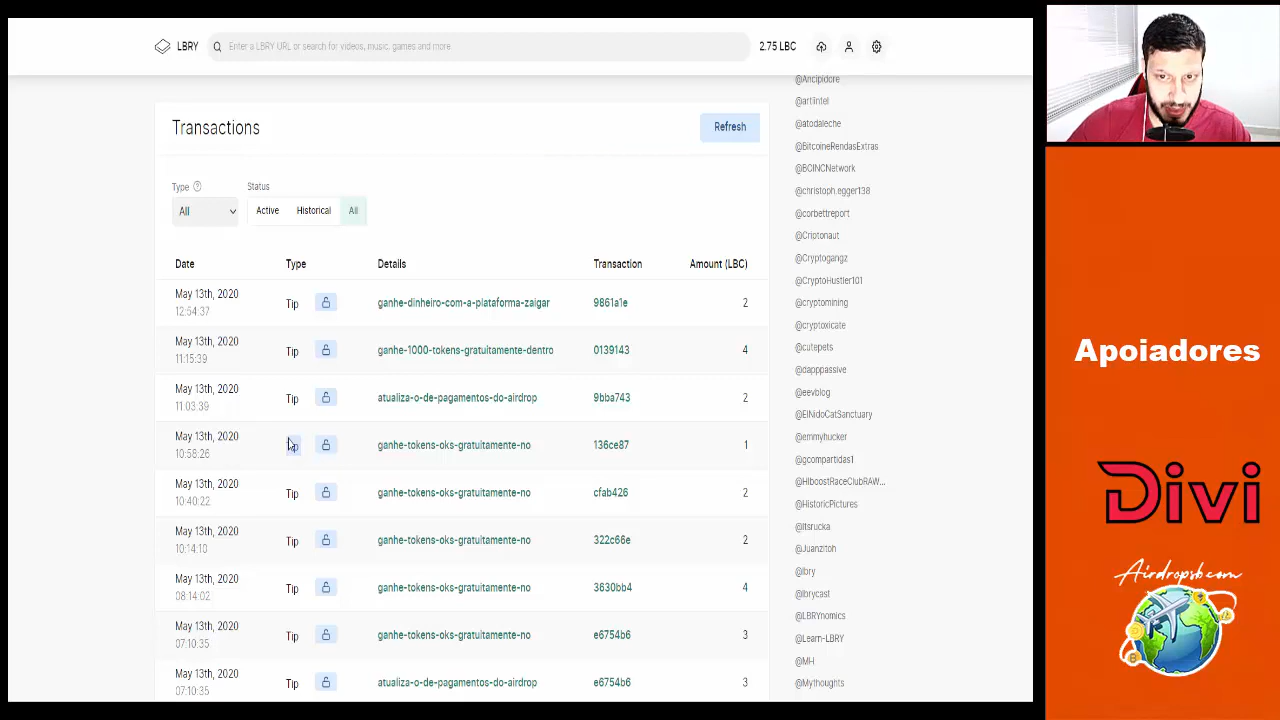 LBRY
Enter a LBRY URL or search for videos, music, games and more
2.75 LBC
Transactions
Refresh
Type
Status
All
Active
Historical
All
Date
Type
Details
Transaction
Amount (LBC)
May 13th, 2020
12:54:37
Tip
ganhe-dinheiro-com-a-plataforma-zaigar
9861a1e
2
May 13th, 2020
11:15:39
Tip
ganhe-1000-tokens-gratuitamente-dentro
0139143
4
May 13th, 2020
11:03:39
Tip
atualiza-o-de-pagamentos-do-airdrop
9bba743
2
May 13th, 2020
10:56:26
ganhe-tokens-oks-gratuitamente-no
136ce87
1
May 13th, 2020
10:40:22
Tip
ganhe-tokens-oks-gratuitamente-no
cfab426
2
May 13th, 2020
10:14:10
Tip
ganhe-tokens-oks-gratuitamente-no
322c66e
2
May 13th, 2020
08:14:02
Tip
ganhe-tokens-oks-gratuitamente-no
3630bb4
4
May 13th, 2020
07:10:35
Tip
ganhe-tokens-oks-gratuitamente-no
e6754b6
3
May 13th, 2020
07:10:35
Tip
atualiza-o-de-pagamentos-do-airdrop
e6754b6
3
@Ancipidore
@artiintel
@atodaleche
@BitcoineRendasExtras
@BOINCNetwork
@christoph.egger138
@corbettreport
@Criptonaut
@Cryptogangz
@CryptoHustler101
@cryptomining
@cryptoxicate
@cutepets
@dapppassive
@eevblog
@ElNidoCatSanctuary
@emmyhucker
@gcompartidas1
@HiboostRaceClubRAW...
@HistoricPictures
@itsrucka
@Juanzitoh
@lbry
@lbrycast
@LBRYnomics
@Learn-LBRY
@MH
@Mythoughts
Apoiadores
Divi
Airdropsb.com